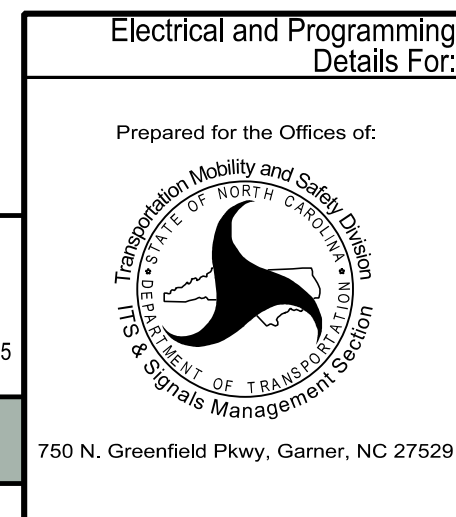 Electrical and Programming
Details For:
Prepared for the Offices of:
Transportation Mobility and Safety Division
STATE OF NORTH CAROLINA
DEPARTMENT OF TRANSPORTATION
ITS & Signals Management Section
5
750 N. Greenfield Pkwy, Garner, NC 27529